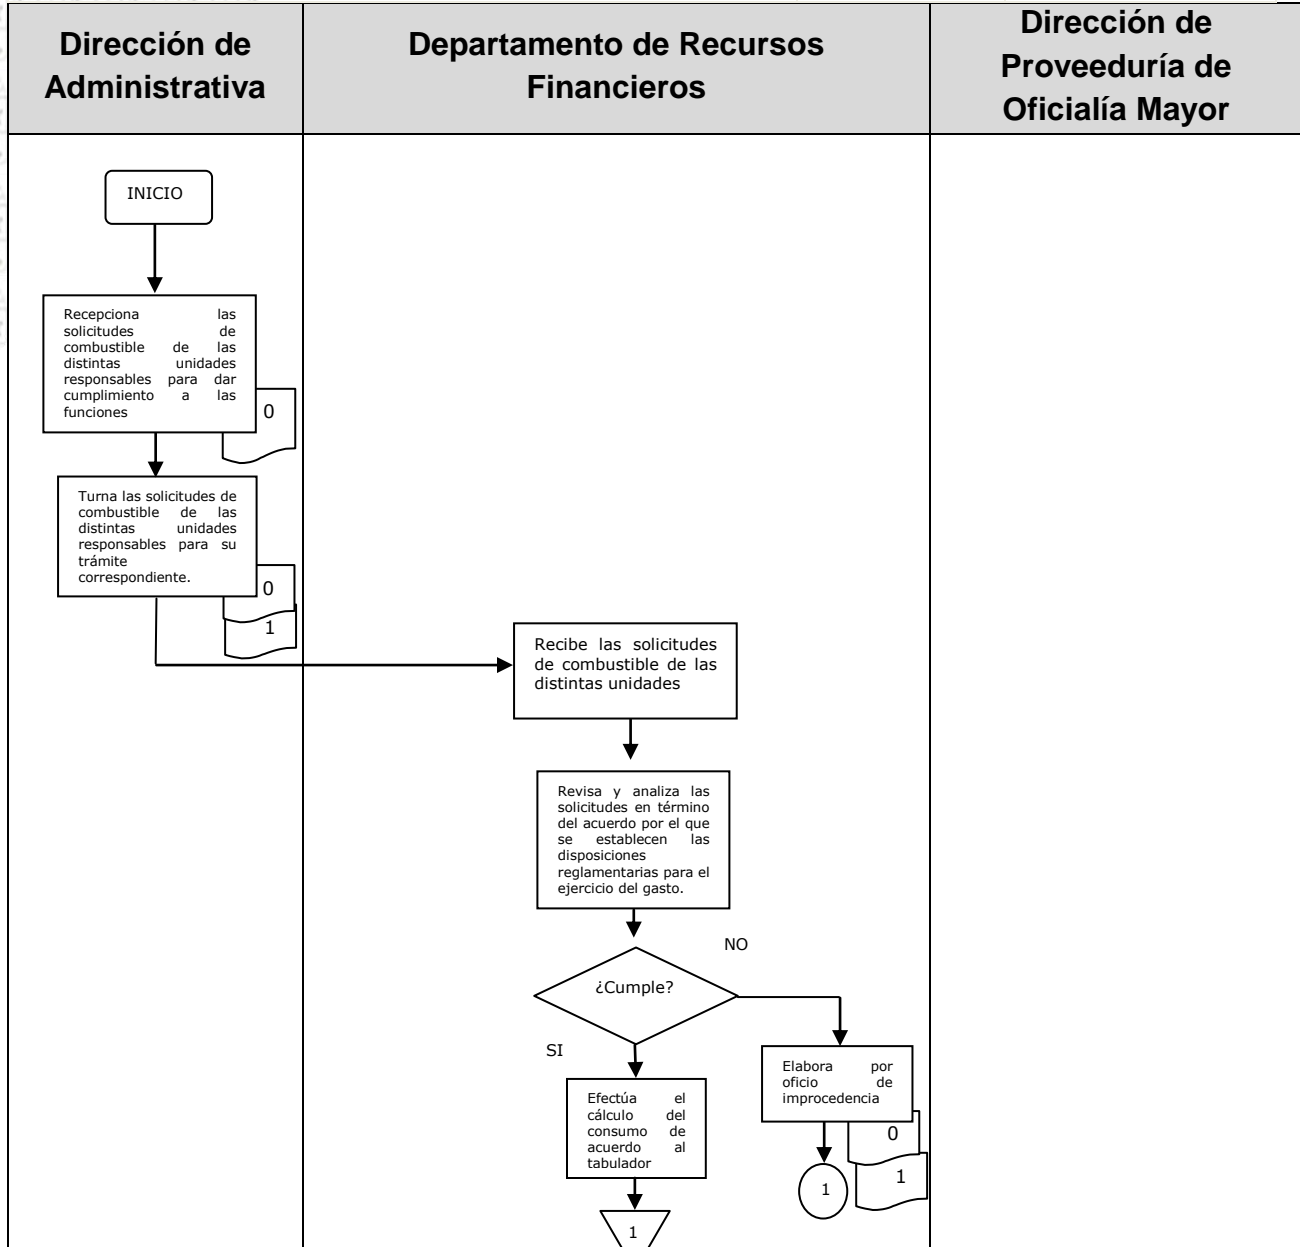 Dirección de
Administrativa
Departamento de Recursos
Financieros
Dirección de
Proveeduría de
Oficialía Mayor
INICIO
Recepciona las
solicitudes de
combustible de las
distintas unidades
responsables para dar
cumplimiento a las
funciones
0
Turna las solicitudes de
combustible de las
distintas unidades
responsables para su
trámite
correspondiente.
0
1
Recibe las solicitudes
de combustible de las
distintas unidades
Revisa y analiza las
solicitudes en término
del acuerdo por el que
se establecen las
disposiciones
reglamentarias para el
ejercicio del gasto.
NO
¿Cumple?
SI
Elabora por
oficio de
improcedencia
0
1
1
Efectúa el
cálculo del
consumo de
acuerdo al
tabulador
1